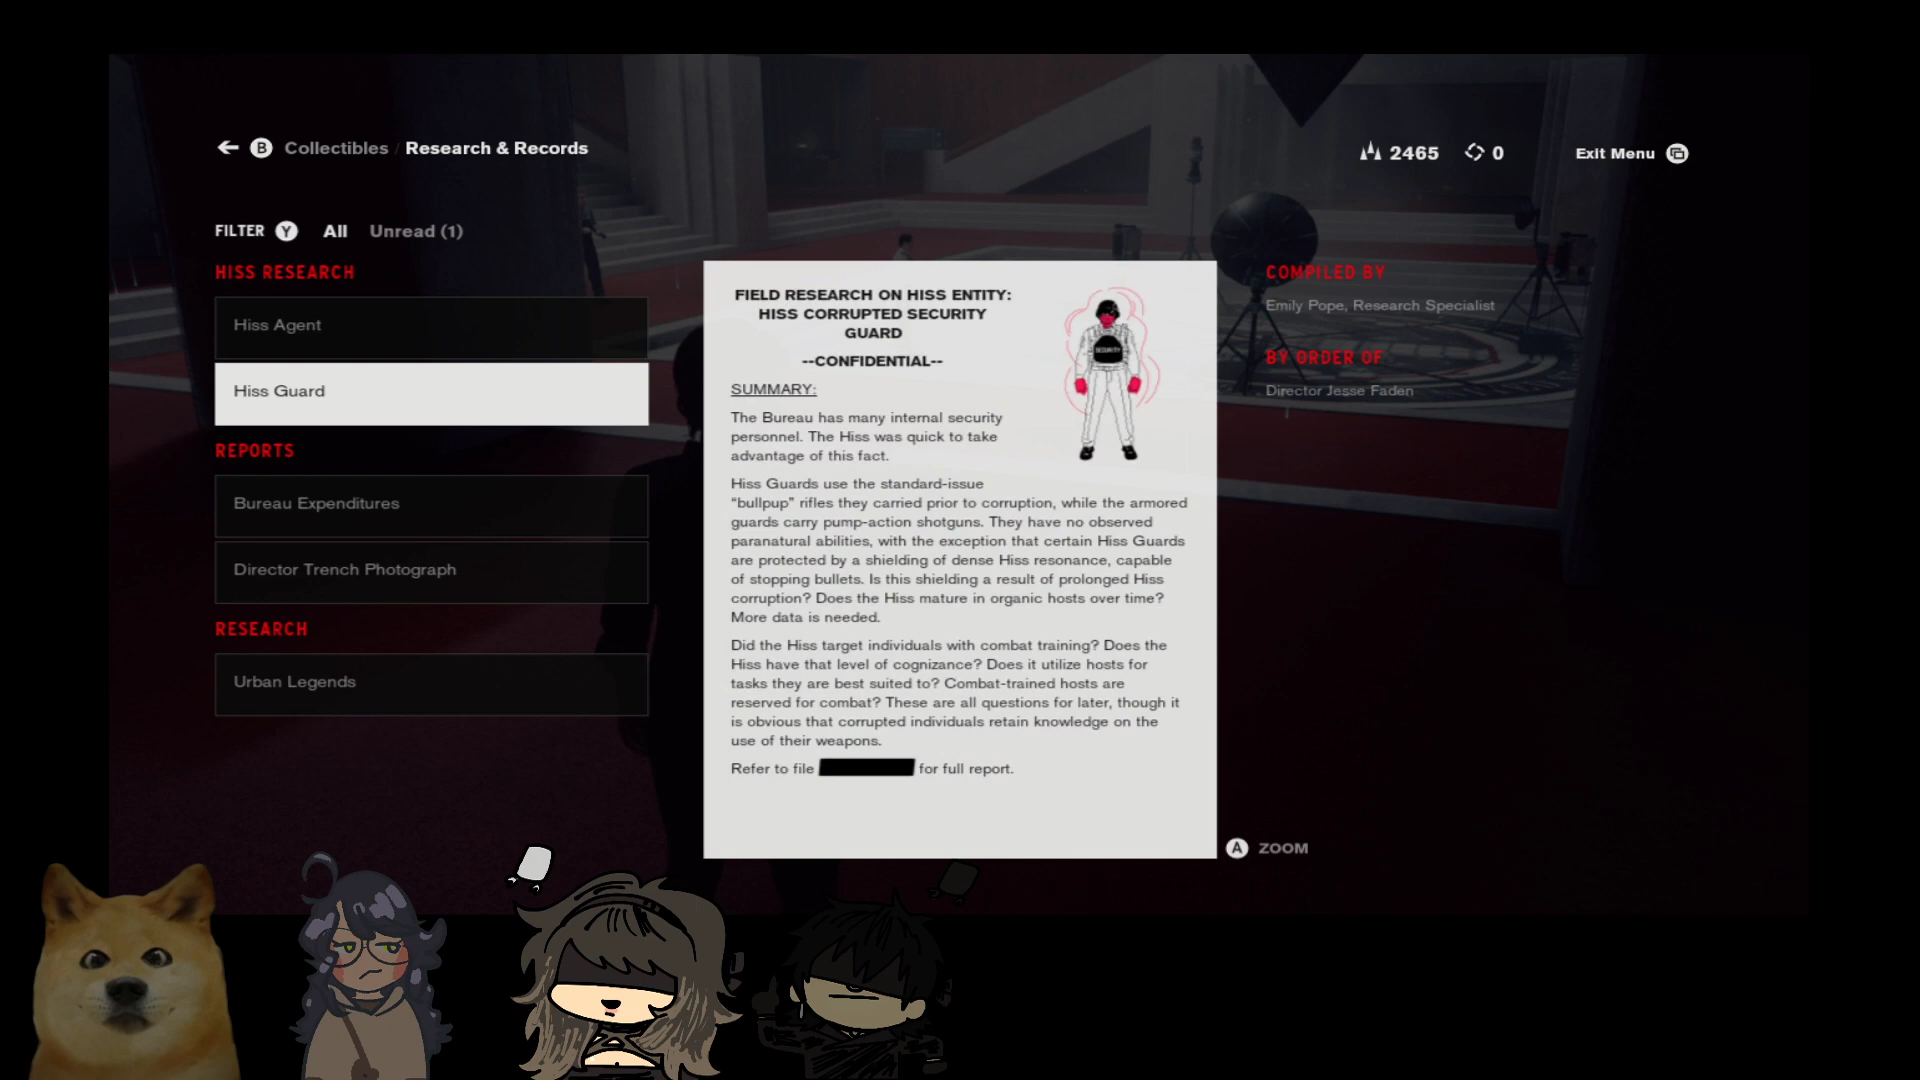 B Collectibles / Research & Records
2465 0 Exit Menu
FILTER Y All Unread (1)
HISS RESEARCH
Hiss Agent
Hiss Guard
REPORTS
Bureau Expenditures
Director Trench Photograph
RESEARCH
Urban Legends
FIELD RESEARCH ON HISS ENTITY:
HISS CORRUPTED SECURITY
GUARD
--CONFIDENTIAL--
SECURITY
SUMMARY:
The Bureau has many internal security
personnel. The Hiss was quick to take
advantage of this fact.
Hiss Guards use the standard-issue
“bullpup” rifles they carried prior to corruption, while the armored
guards carry pump-action shotguns. They have no observed
paranatural abilities, with the exception that certain Hiss Guards
are protected by a shielding of dense Hiss resonance, capable
of stopping bullets. Is this shielding a result of prolonged Hiss
corruption? Does the Hiss mature in organic hosts over time?
More data is needed.
Did the Hiss target individuals with combat training? Does the
Hiss have that level of cognizance? Does it utilize hosts for
tasks they are best suited to? Combat-trained hosts are
reserved for combat? These are all questions for later, though it
is obvious that corrupted individuals retain knowledge on the
use of their weapons.
Refer to file for full report.
COMPILED BY
Emily Pope, Research Specialist
BY ORDER OF
Director Jesse Faden
A ZOOM